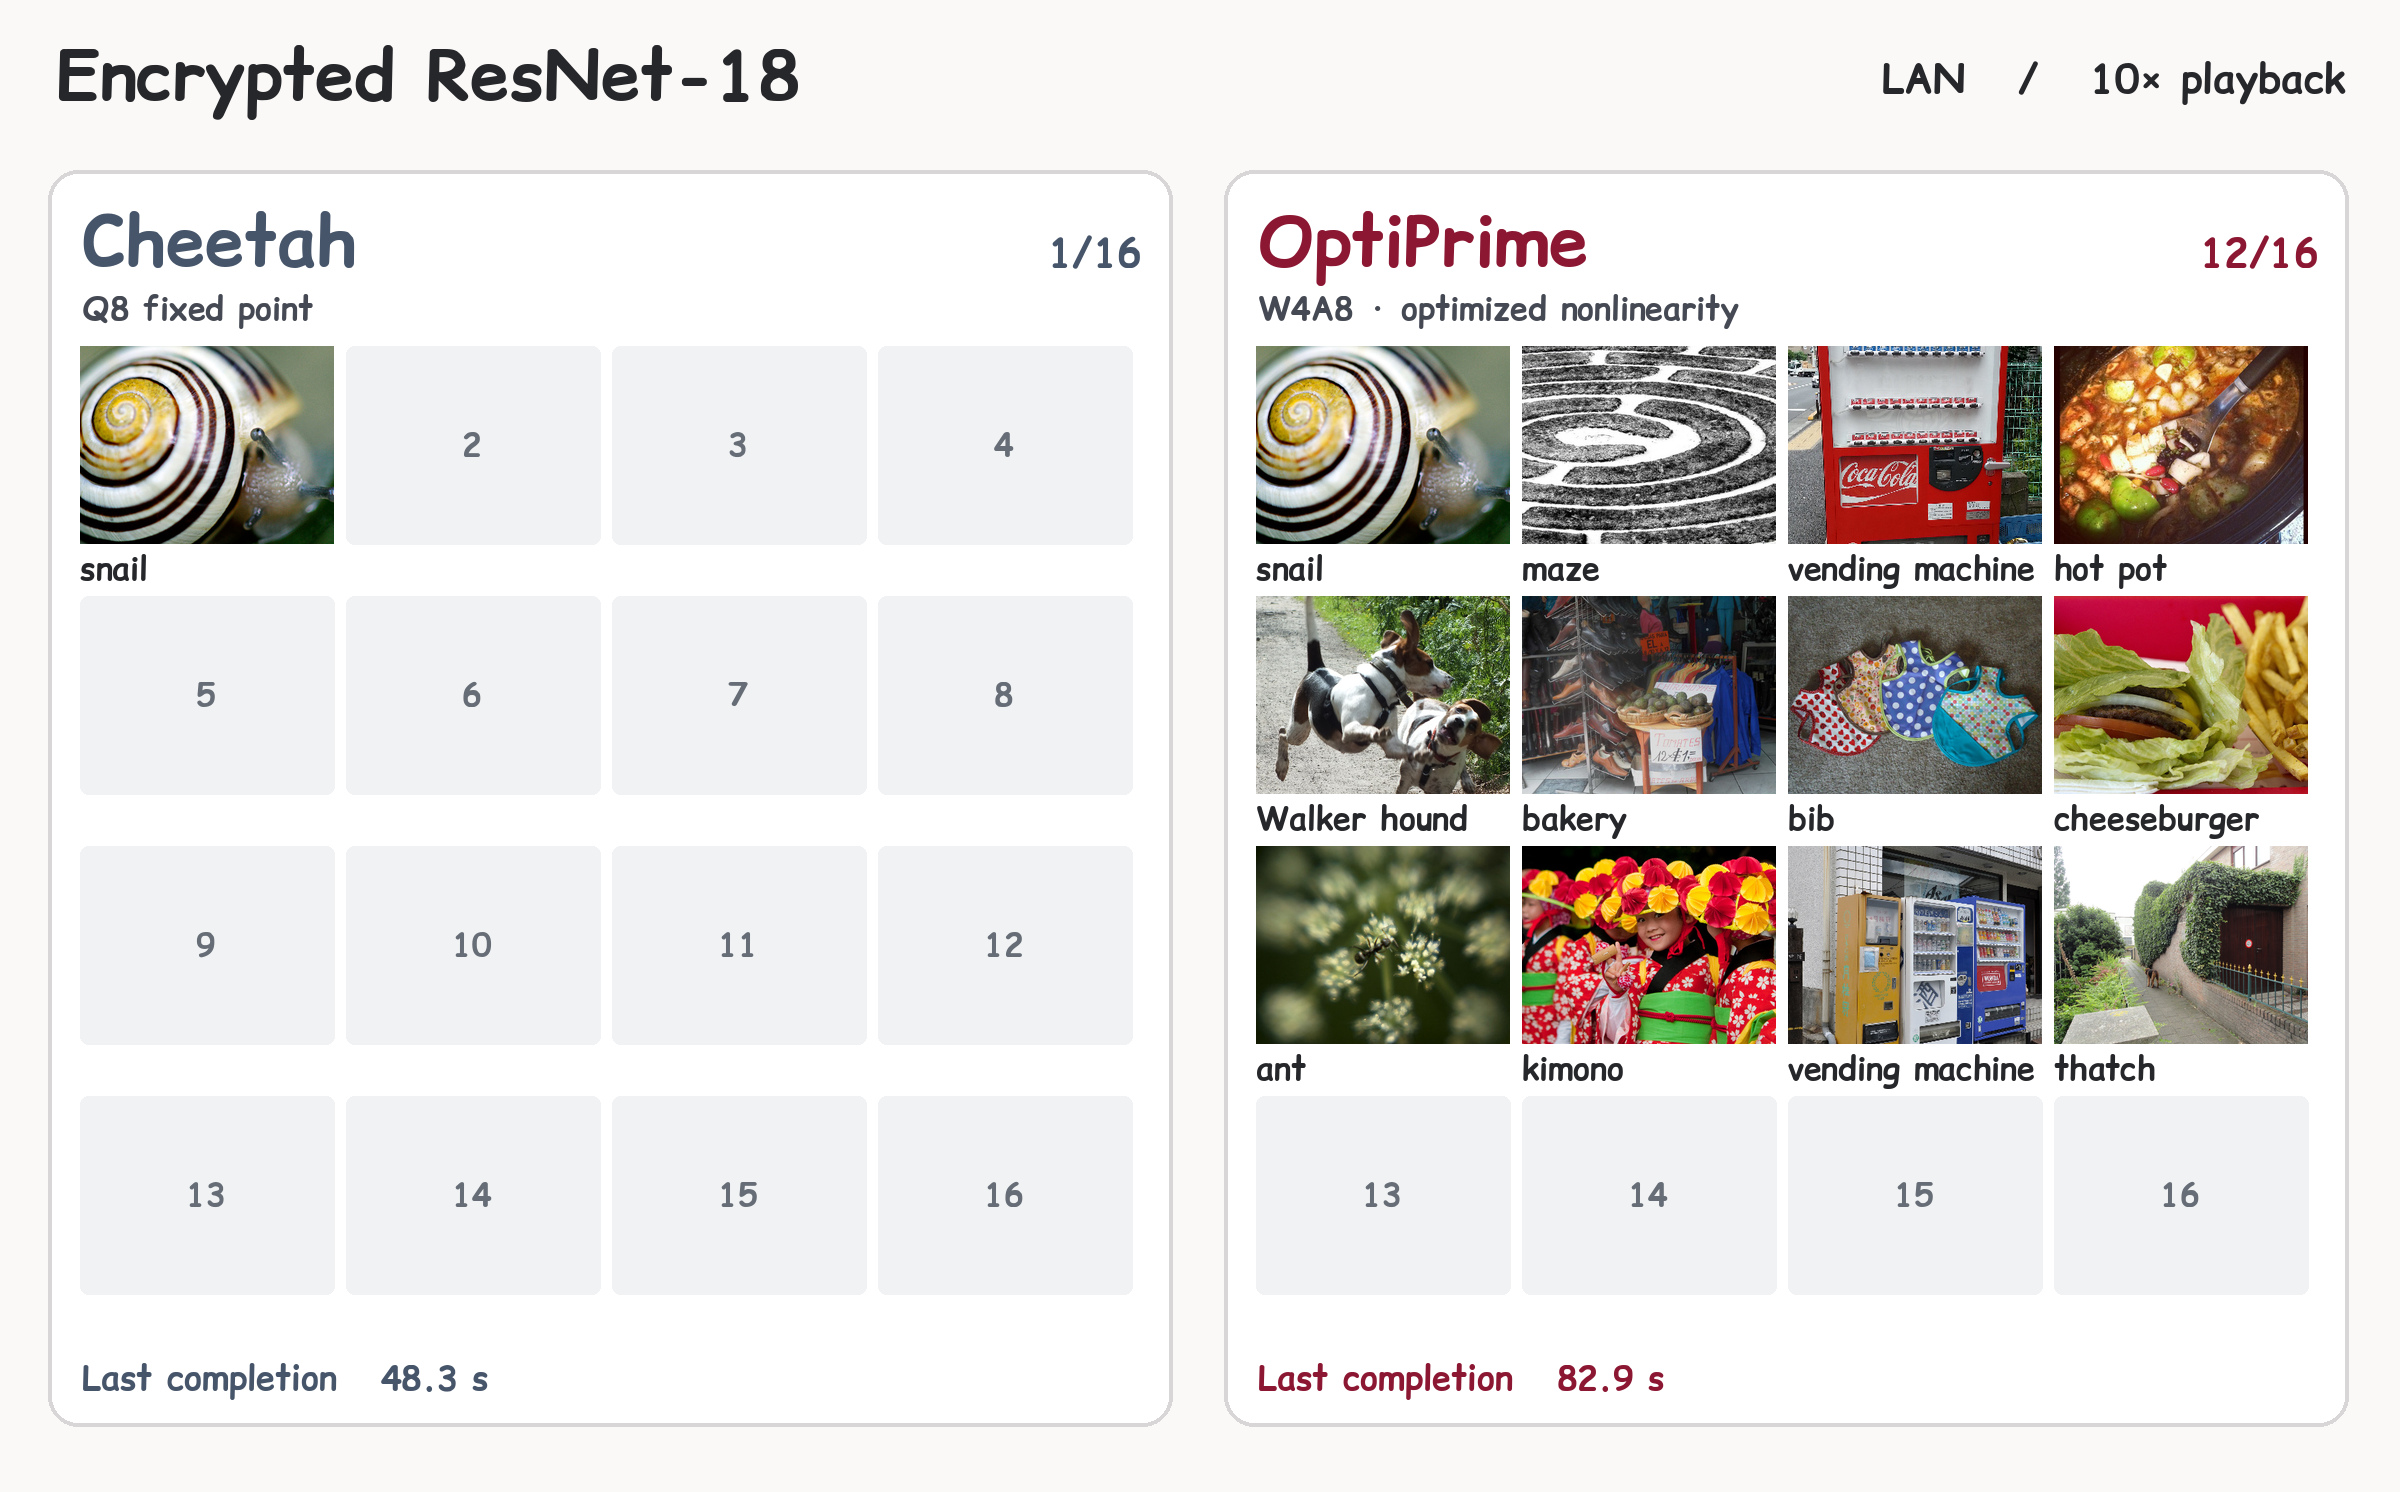 Encrypted ResNet-18
LAN / 10× playback
Cheetah
1/16
Q8 fixed point
2
3
4
snail
5
6
7
8
9
10
11
12
13
14
15
16
Last completion 48.3 s
OptiPrime
12/16
W4A8 · optimized nonlinearity
Coca-Cola
snail
maze
vending machine
hot pot
TOMATES
Walker hound
bakery
bib
cheeseburger
ant
kimono
vending machine
thatch
13
14
15
16
Last completion 82.9 s